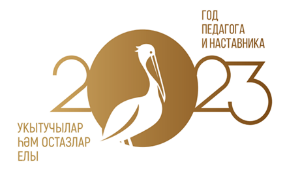 ГОД
ПЕДАГОГА
И НАСТАВНИКА
2023
УКЫТУЧЫЛАР
ҺӘМ ОСТАЗЛАР
ЕЛЫ